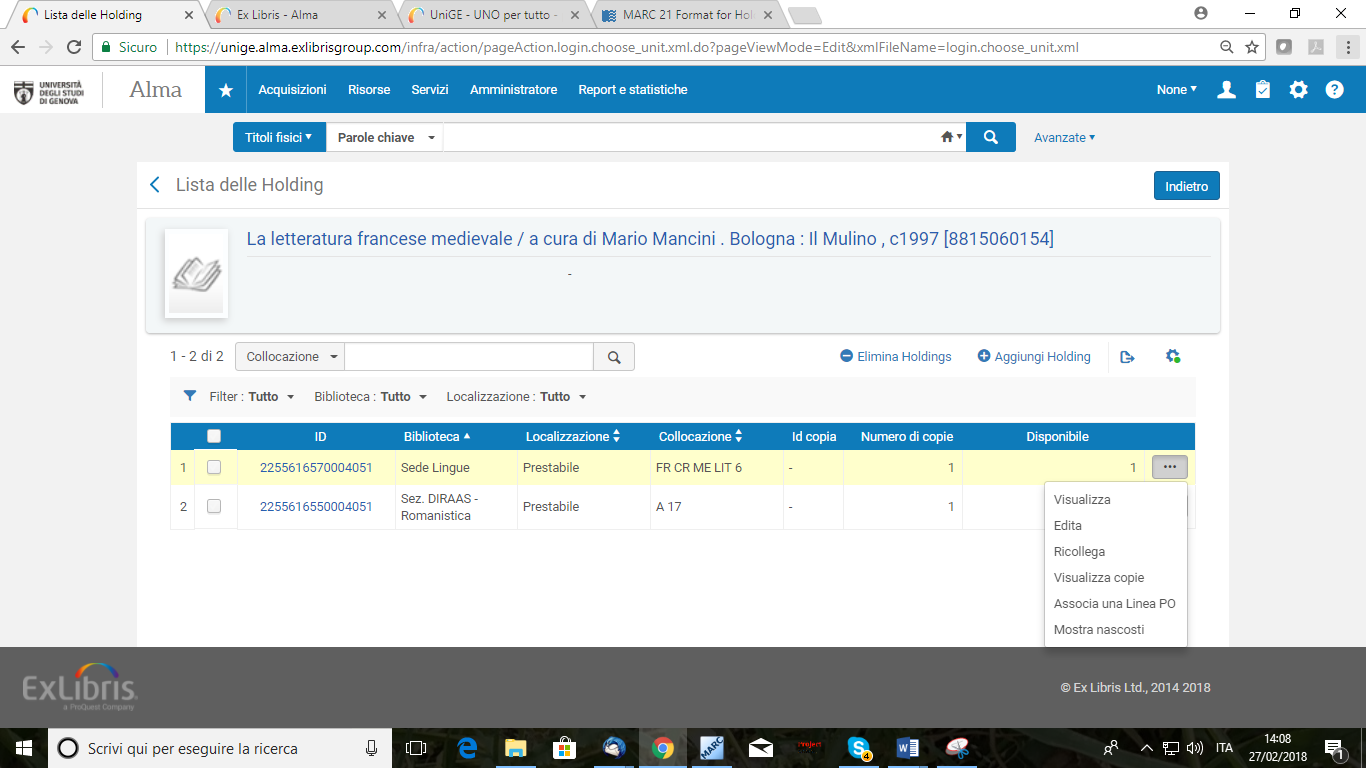 Lista delle Holding
Ex Libris - Alma
UniGE - UNO per tutto -
MARC 21 Format for Hol
Sicuro
https://unige.alma.exlibrisgroup.com/infra/action/pageAction.login.choose_unit.xml.do?pageViewMode=Edit&xmlFileName=login.choose_unit.xml
UNIVERSITÀ
DEGLI STUDI
DI GENOVA
Alma
Acquisizioni Risorse Servizi Amministratore Report e statistiche
None
Titoli fisici Parole chiave Avanzate
Lista delle Holding
Indietro
La letteratura francese medievale / a cura di Mario Mancini . Bologna : Il Mulino , c1997 [8815060154]
-
1 - 2 di 2 Collocazione Elimina Holdings Aggiungi Holding
Filter : Tutto Biblioteca : Tutto Localizzazione : Tutto
ID Biblioteca Localizzazione Collocazione Id copia Numero di copie Disponibile
1 2255616570004051 Sede Lingue Prestabile FR CR ME LIT 6 - 1 1 ...
2 2255616550004051 Sez. DIRAAS - Romanistica Prestabile A 17 - 1
Visualizza
Edita
Ricollega
Visualizza copie
Associa una Linea PO
Mostra nascosti
ExLibris
a ProQuest Company
© Ex Libris Ltd., 2014 2018
Scrivi qui per eseguire la ricerca
MARC
4
ITA
14:08
27/02/2018
1